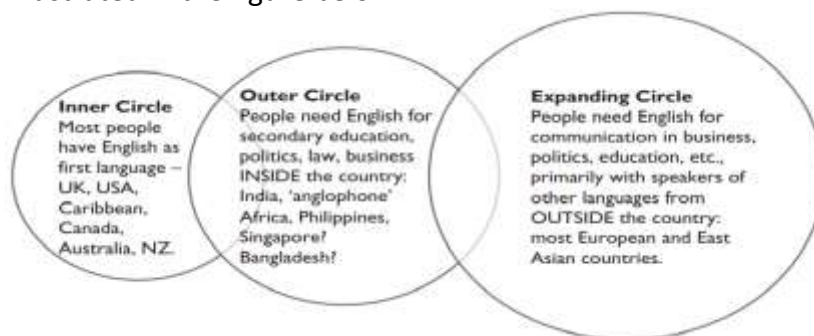 Inner Circle
Most people
have English as
first language –
UK, USA,
Caribbean,
Canada,
Australia, NZ.
Outer Circle
People need English for
secondary education,
politics, law, business
INSIDE the country:
India, 'anglophone'
Africa, Philippines,
Singapore?
Bangladesh?
Expanding Circle
People need English for
communication in business,
politics, education, etc.,
primarily with speakers of
other languages from
OUTSIDE the country:
most European and East
Asian countries.